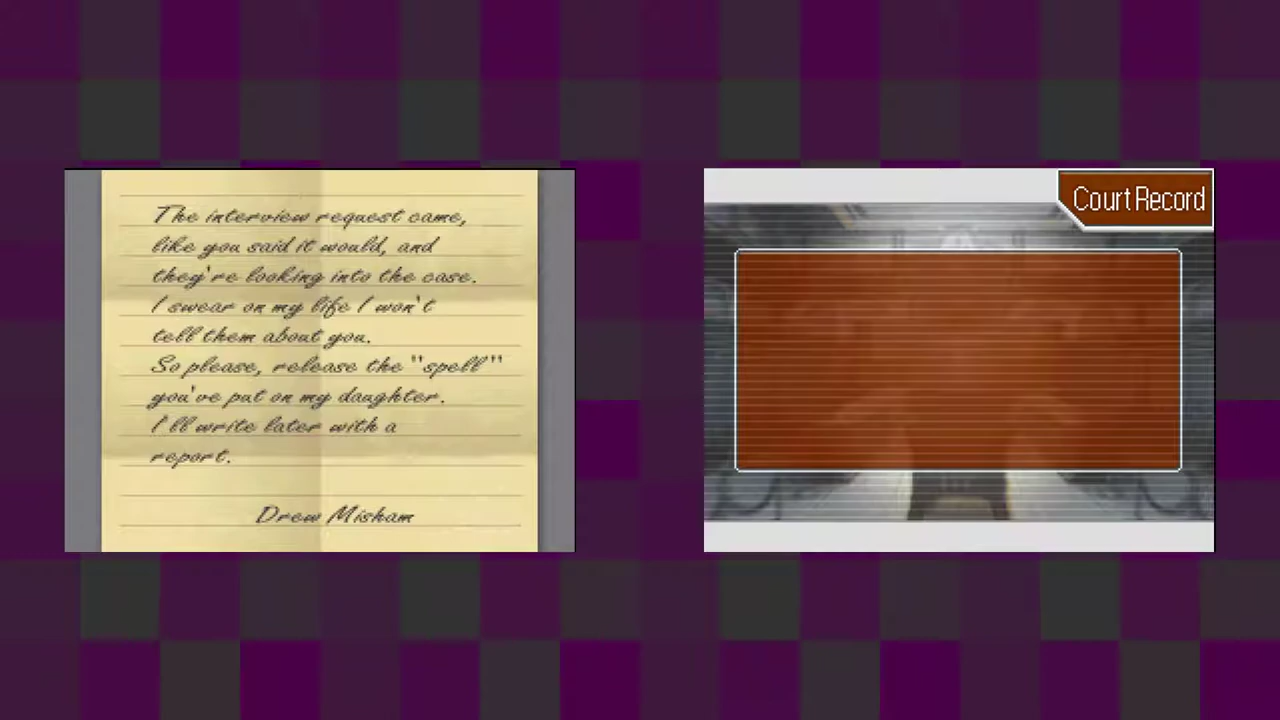 The interview request came,
like you said it would, and
they're looking into the case.
I swear on my life I won't
tell them about you.
So please, release the "spell"
you've put on my daughter.
I'll write later with a
report.
Drew Misham
Court Record